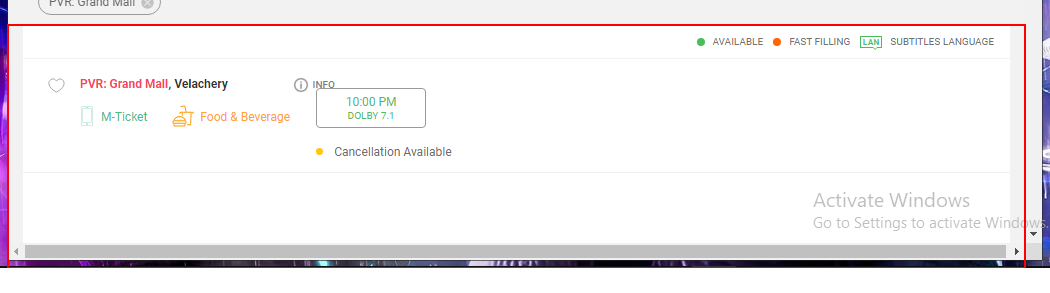 PVR: Grand Mall
AVAILABLE FAST FILLING LAN SUBTITLES LANGUAGE
PVR: Grand Mall, Velachery
INFO
M-Ticket Food & Beverage
10:00 PM
DOLBY 7.1
Cancellation Available
Activate Windows
Go to Settings to activate Windows.